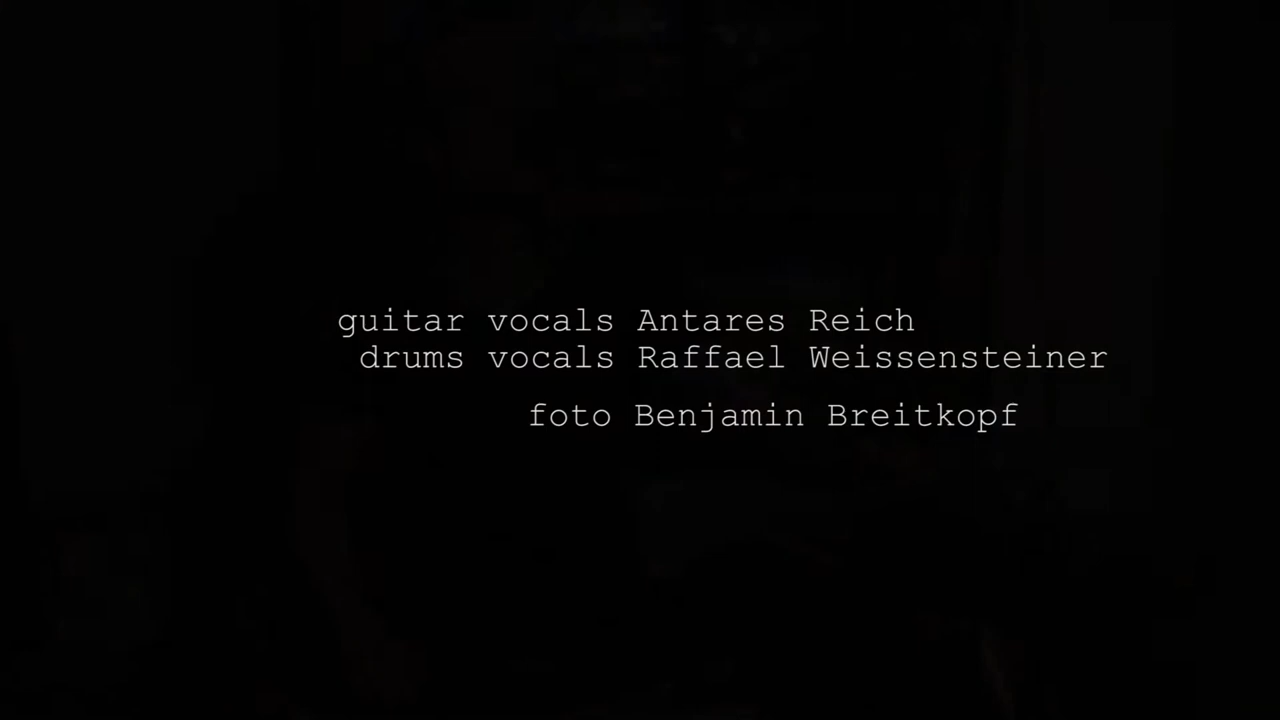 guitar vocals Antares Reich
drums vocals Raffael Weissensteiner
foto Benjamin Breitkopf